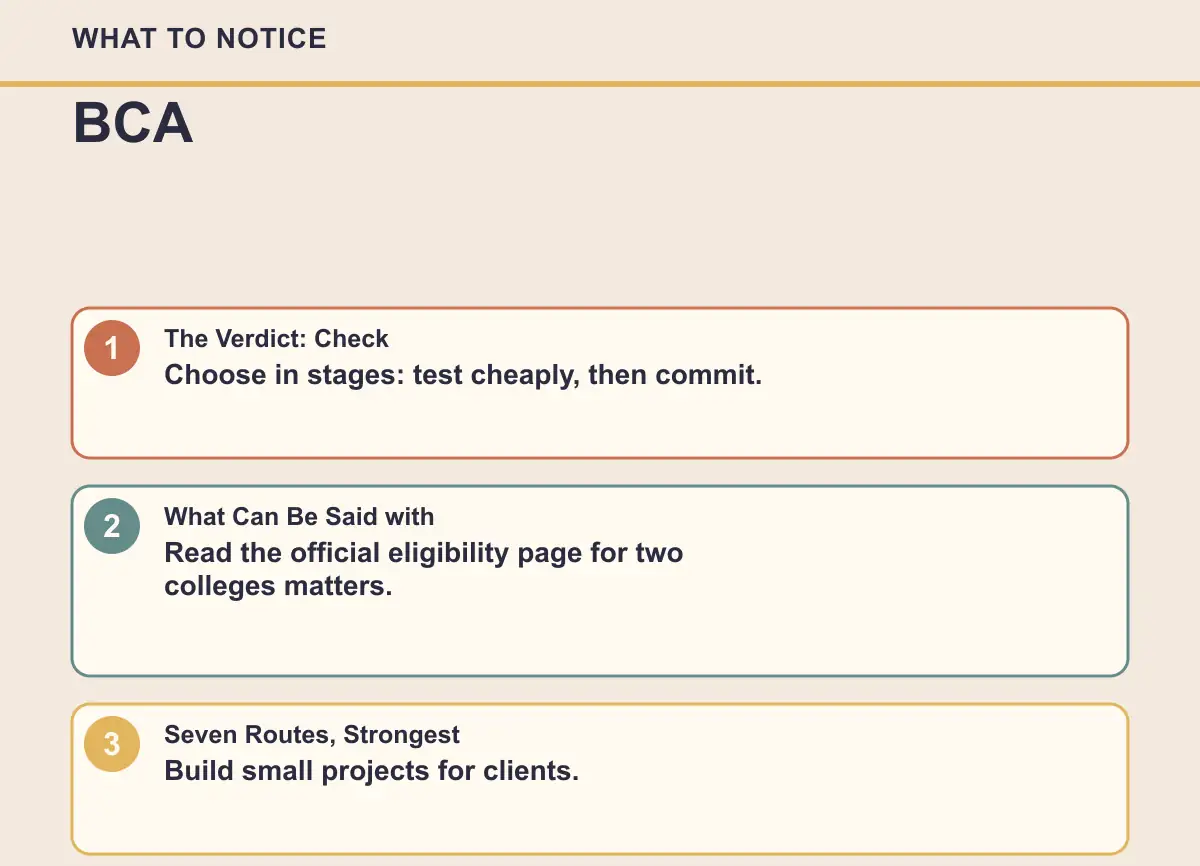 WHAT TO NOTICE
BCA
1
The Verdict: Check
Choose in stages: test cheaply, then commit.
2
What Can Be Said with
Read the official eligibility page for two
colleges matters.
3
Seven Routes, Strongest
Build small projects for clients.